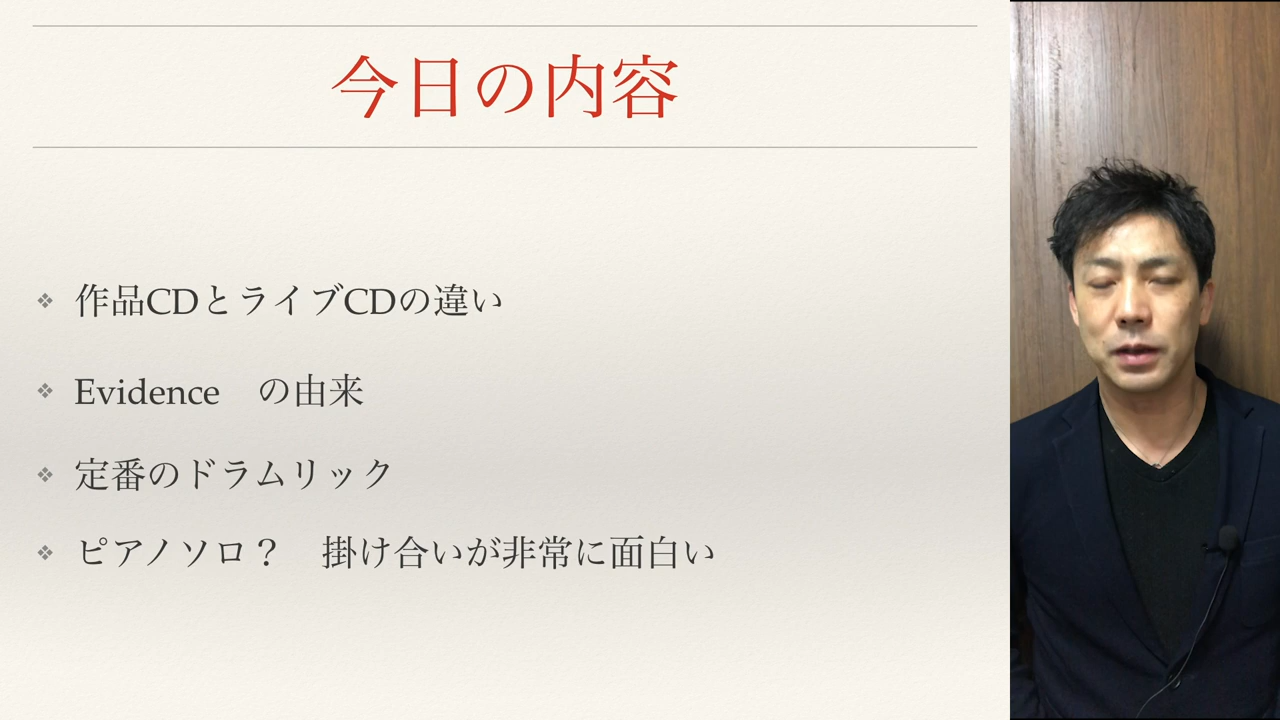 今日の内容
作品CDとライブCDの違い
Evidence　の由来
定番のドラムリック
ピアノソロ？　掛け合いが非常に面白い